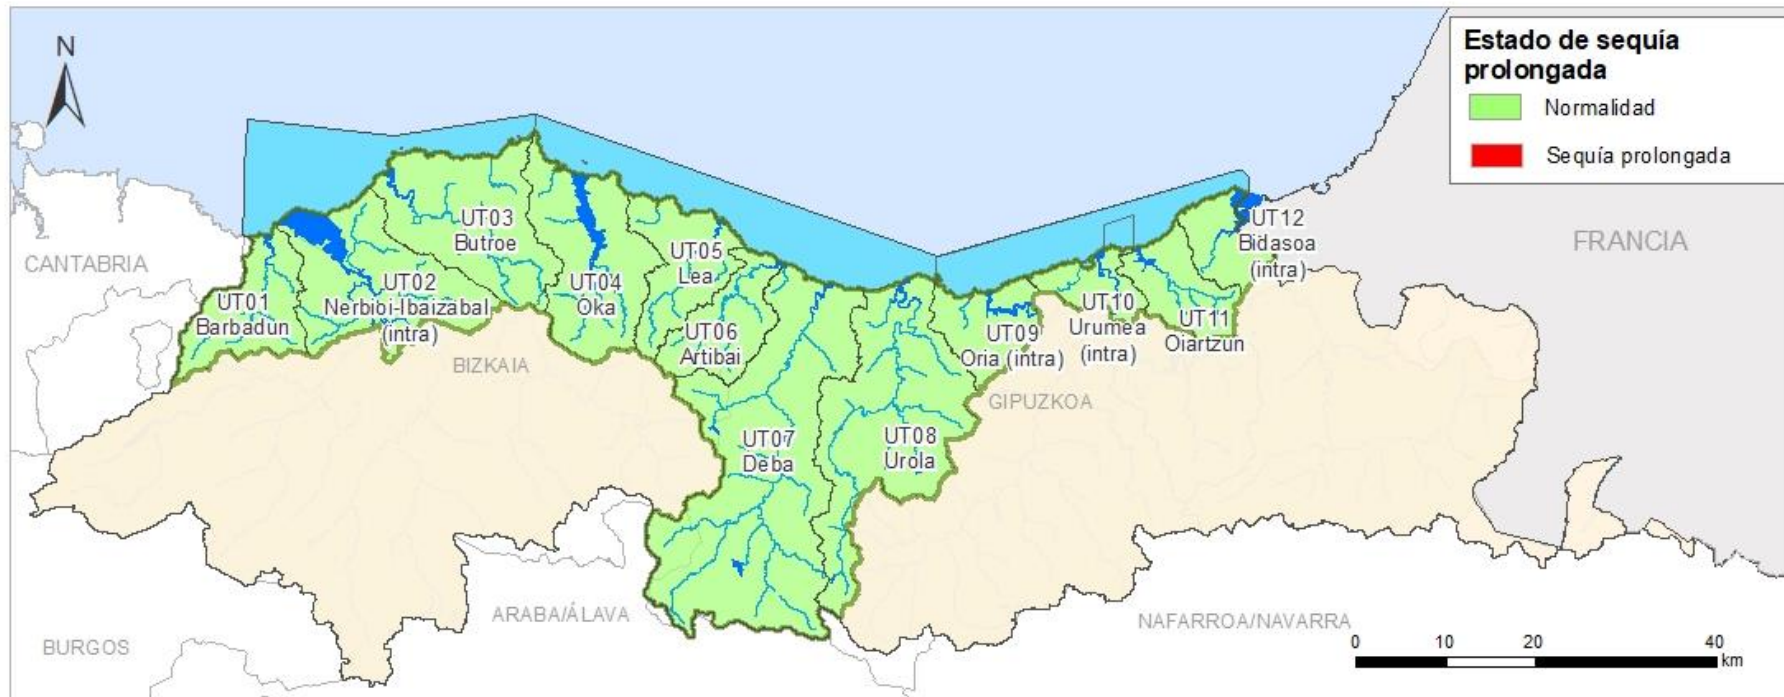 N
Estado de sequía
prolongada
Normalidad
Sequía prolongada
UT01
Barbadun
UT02
Nerbioi-Ibaizabal
(intra)
UT03
Butroe
UT04
Oka
UT05
Lea
UT06
Artibai
UT07
Deba
UT08
Urola
UT09
Oria (intra)
UT10
Urumea
(intra)
UT11
Oiartzun
UT12
Bidasoa
(intra)
CANTABRIA
FRANCIA
BIZKAIA
GIPUZKOA
ARABA/ÁLAVA
NAFARROA/NAVARRA
BURGOS
0 10 20 40
km